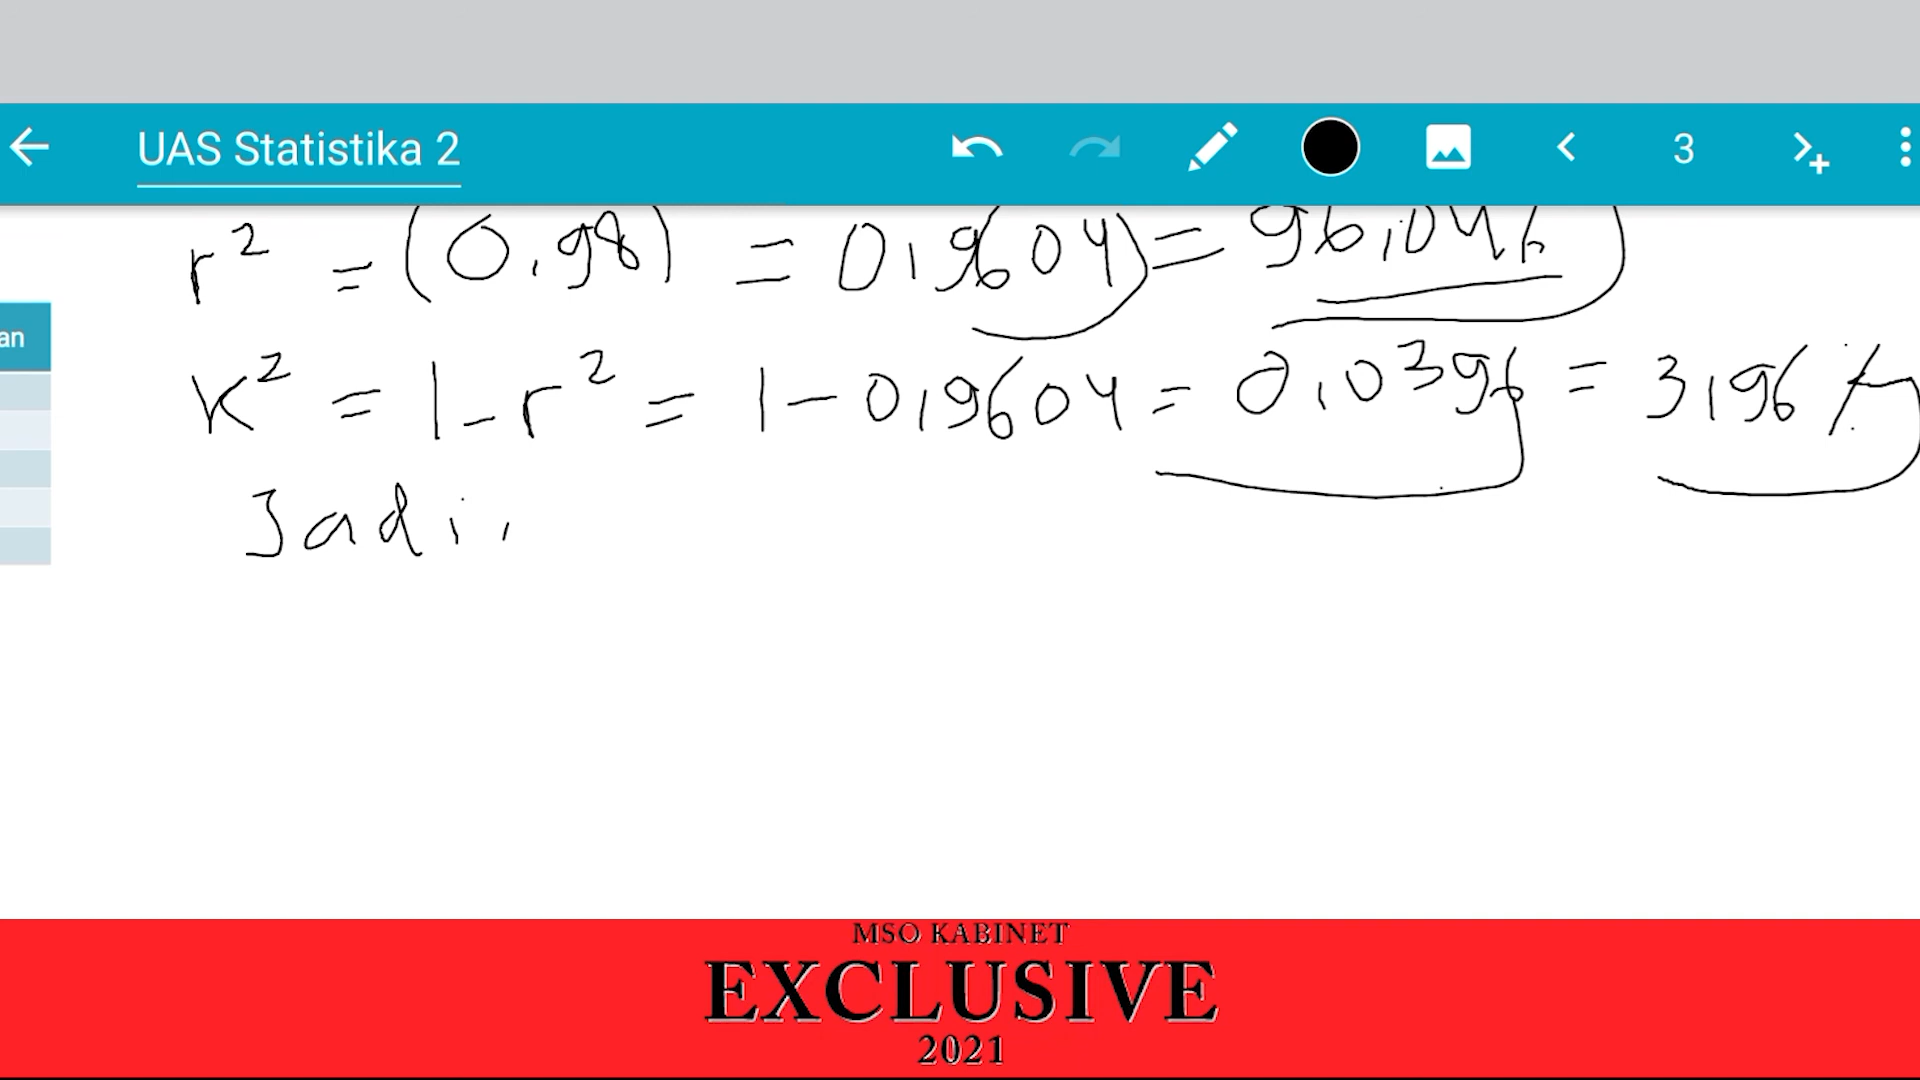 UAS Statistika 2
3
r² = (0,98) = 0,9604 = 96,04%
an
K² = 1 - r² = 1 - 0,9604 = 0,0396 = 3,96%
Jadi,
MSO KABINET
EXCLUSIVE
2021